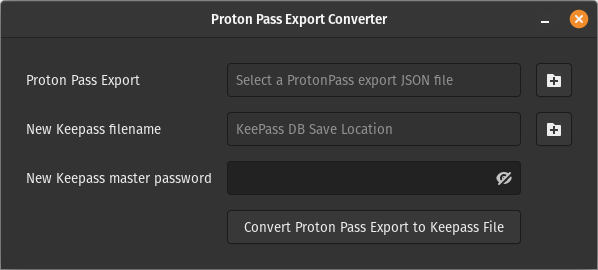 Proton Pass Export Converter
Proton Pass Export
Select a ProtonPass export JSON file
New Keepass filename
KeePass DB Save Location
New Keepass master password
Convert Proton Pass Export to Keepass File